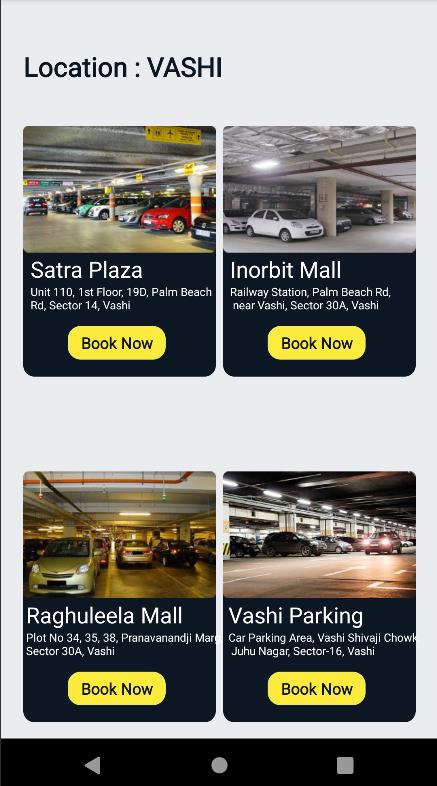 Location : VASHI
Satra Plaza
Unit 110, 1st Floor, 19D, Palm Beach
Rd, Sector 14, Vashi
Book Now
Inorbit Mall
Railway Station, Palm Beach Rd,
near Vashi, Sector 30A, Vashi
Book Now
Raghuleela Mall
Plot No 34, 35, 38, Pranavanandji Marg
Sector 30A, Vashi
Book Now
Vashi Parking
Car Parking Area, Vashi Shivaji Chowk
Juhu Nagar, Sector-16, Vashi
Book Now